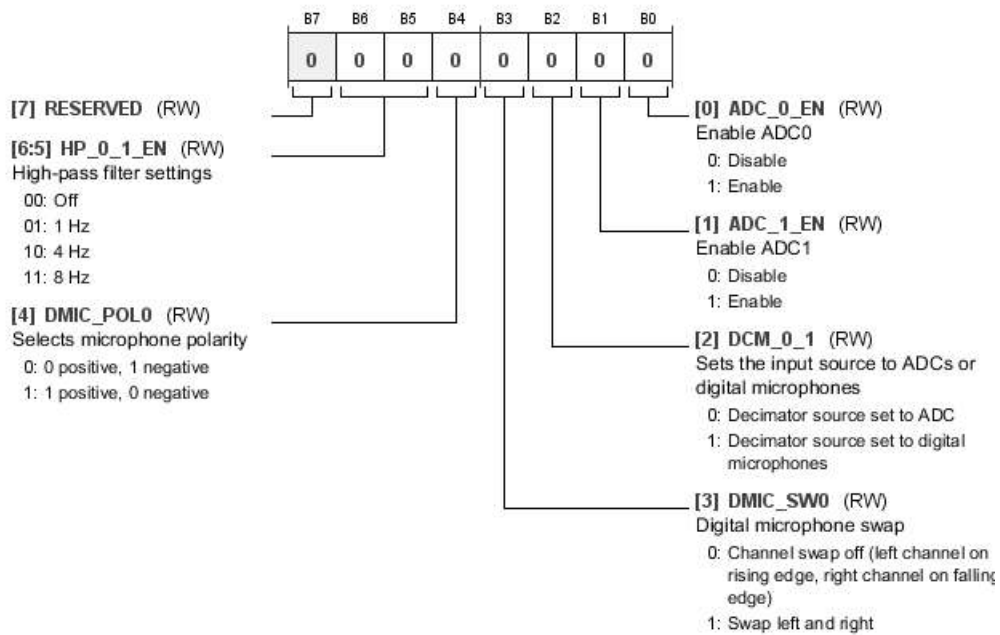 B7 B6 B5 B4 B3 B2 B1 B0
0 0 0 0 0 0 0 0
[7] RESERVED (RW)
[6:5] HP_0_1_EN (RW)
High-pass filter settings
00: Off
01: 1 Hz
10: 4 Hz
11: 8 Hz
[4] DMIC_POL0 (RW)
Selects microphone polarity
0: 0 positive, 1 negative
1: 1 positive, 0 negative
[0] ADC_0_EN (RW)
Enable ADC0
0: Disable
1: Enable
[1] ADC_1_EN (RW)
Enable ADC1
0: Disable
1: Enable
[2] DCM_0_1 (RW)
Sets the input source to ADCs or
digital microphones
0: Decimator source set to ADC
1: Decimator source set to digital
microphones
[3] DMIC_SW0 (RW)
Digital microphone swap
0: Channel swap off (left channel on
rising edge, right channel on falling
edge)
1: Swap left and right